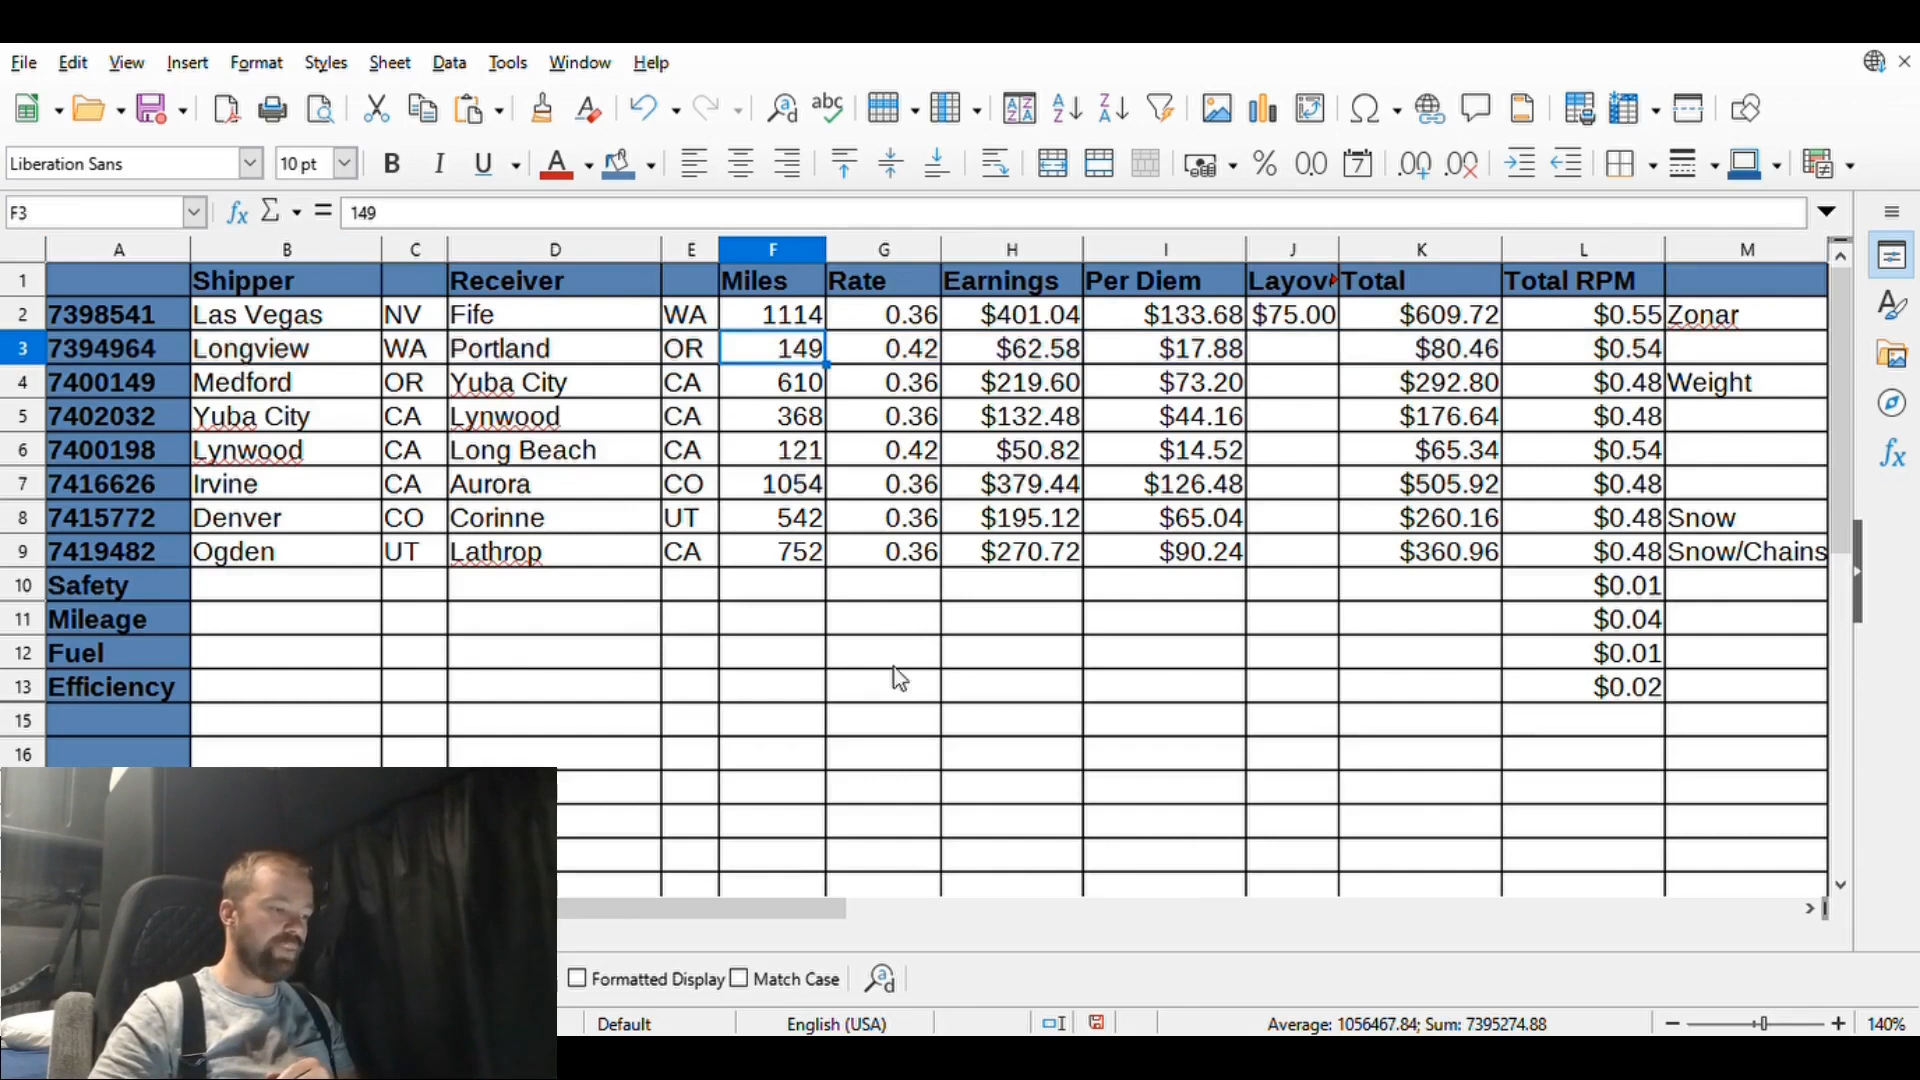 File Edit View Insert Format Styles Sheet Data Tools Window Help
Liberation Sans 10 pt B I U
F3 fx Σ = 149
A B C D E F G H I J K L M
1 Shipper Receiver Miles Rate Earnings Per Diem Layov Total Total RPM
2 7398541 Las Vegas NV Fife WA 1114 0.36 $401.04 $133.68 $75.00 $609.72 $0.55 Zonar
3 7394964 Longview WA Portland OR 149 0.42 $62.58 $17.88 $80.46 $0.54
4 7400149 Medford OR Yuba City CA 610 0.36 $219.60 $73.20 $292.80 $0.48 Weight
5 7402032 Yuba City CA Lynwood CA 368 0.36 $132.48 $44.16 $176.64 $0.48
6 7400198 Lynwood CA Long Beach CA 121 0.42 $50.82 $14.52 $65.34 $0.54
7 7416626 Irvine CA Aurora CO 1054 0.36 $379.44 $126.48 $505.92 $0.48
8 7415772 Denver CO Corinne UT 542 0.36 $195.12 $65.04 $260.16 $0.48 Snow
9 7419482 Ogden UT Lathrop CA 752 0.36 $270.72 $90.24 $360.96 $0.48 Snow/Chains
10 Safety $0.01
11 Mileage $0.04
12 Fuel $0.01
13 Efficiency $0.02
15
16
Formatted Display Match Case
Default English (USA) Average: 1056467.84; Sum: 7395274.88 140%